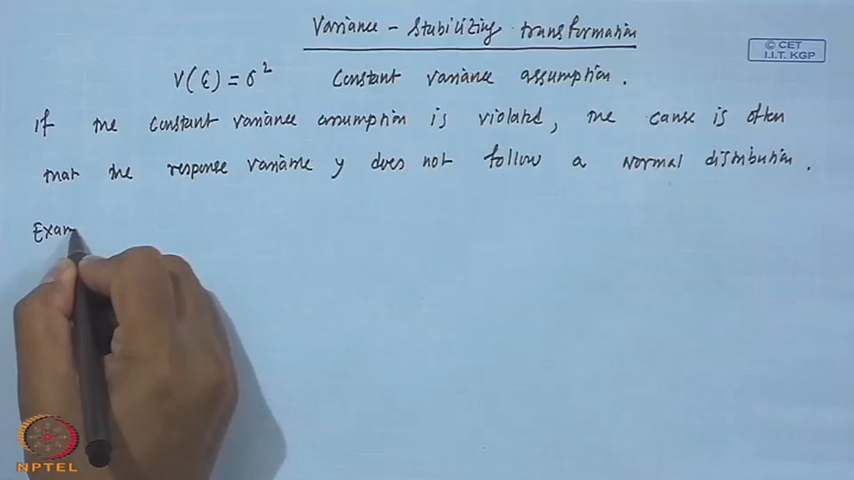 Variance - Stabilizing transformation
© CET
I.I.T. KGP
V(ε) = σ² Constant variance assumption.
If the constant variance assumption is violated, the cause is often
that the response variable y does not follow a normal distribution.
Exam
NPTEL